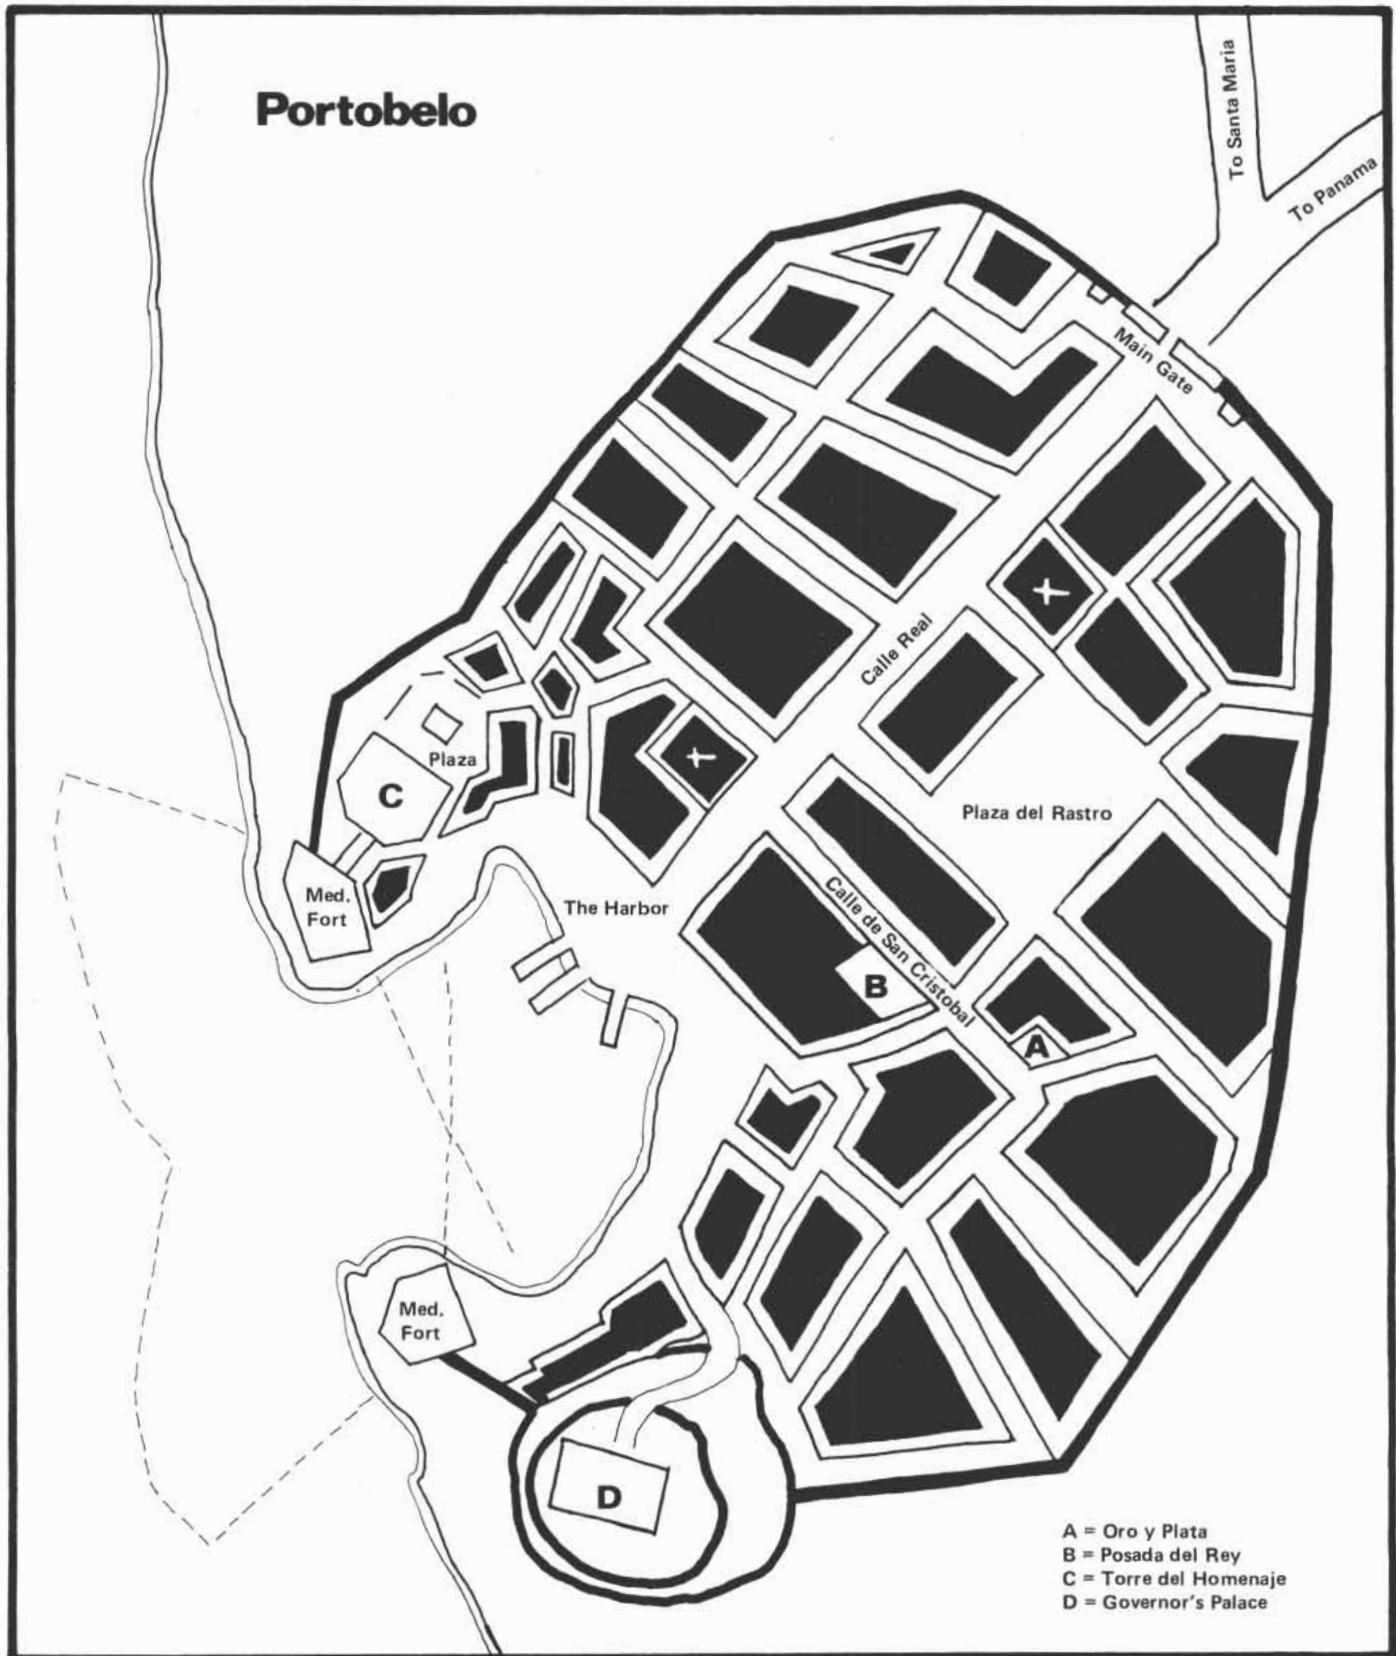 Portobelo
To Santa Maria
To Panama
Main Gate
Calle Real
Plaza
C
Plaza del Rastro
Med.
Fort
The Harbor
Calle de San Cristobal
B
A
Med.
Fort
D
A = Oro y Plata
B = Posada del Rey
C = Torre del Homenaje
D = Governor's Palace